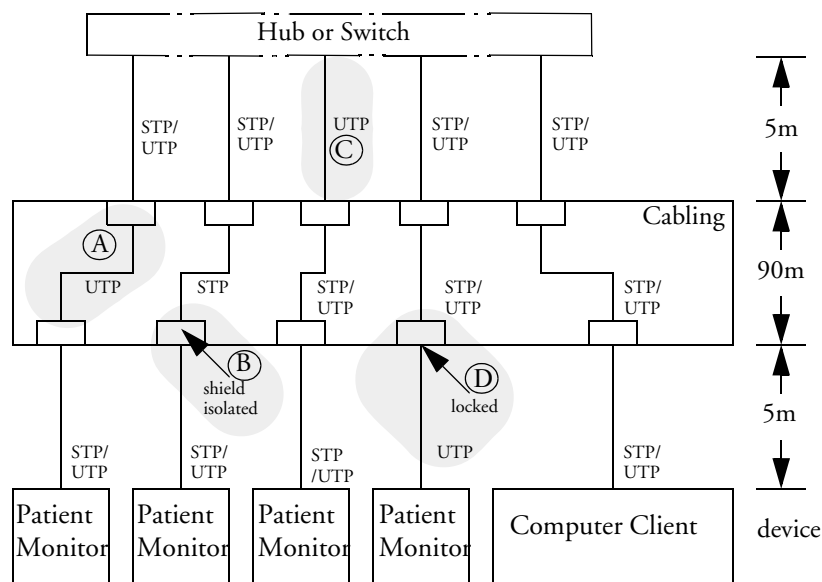 Hub or Switch
STP/
UTP
STP/
UTP
UTP
C
STP/
UTP
STP/
UTP
5m
Cabling
A
UTP
STP
STP/
UTP
STP/
UTP
STP/
UTP
90m
B
shield
isolated
D
locked
5m
STP/
UTP
STP/
UTP
STP
/UTP
UTP
STP/
UTP
Patient
Monitor
Patient
Monitor
Patient
Monitor
Patient
Monitor
Computer Client
device